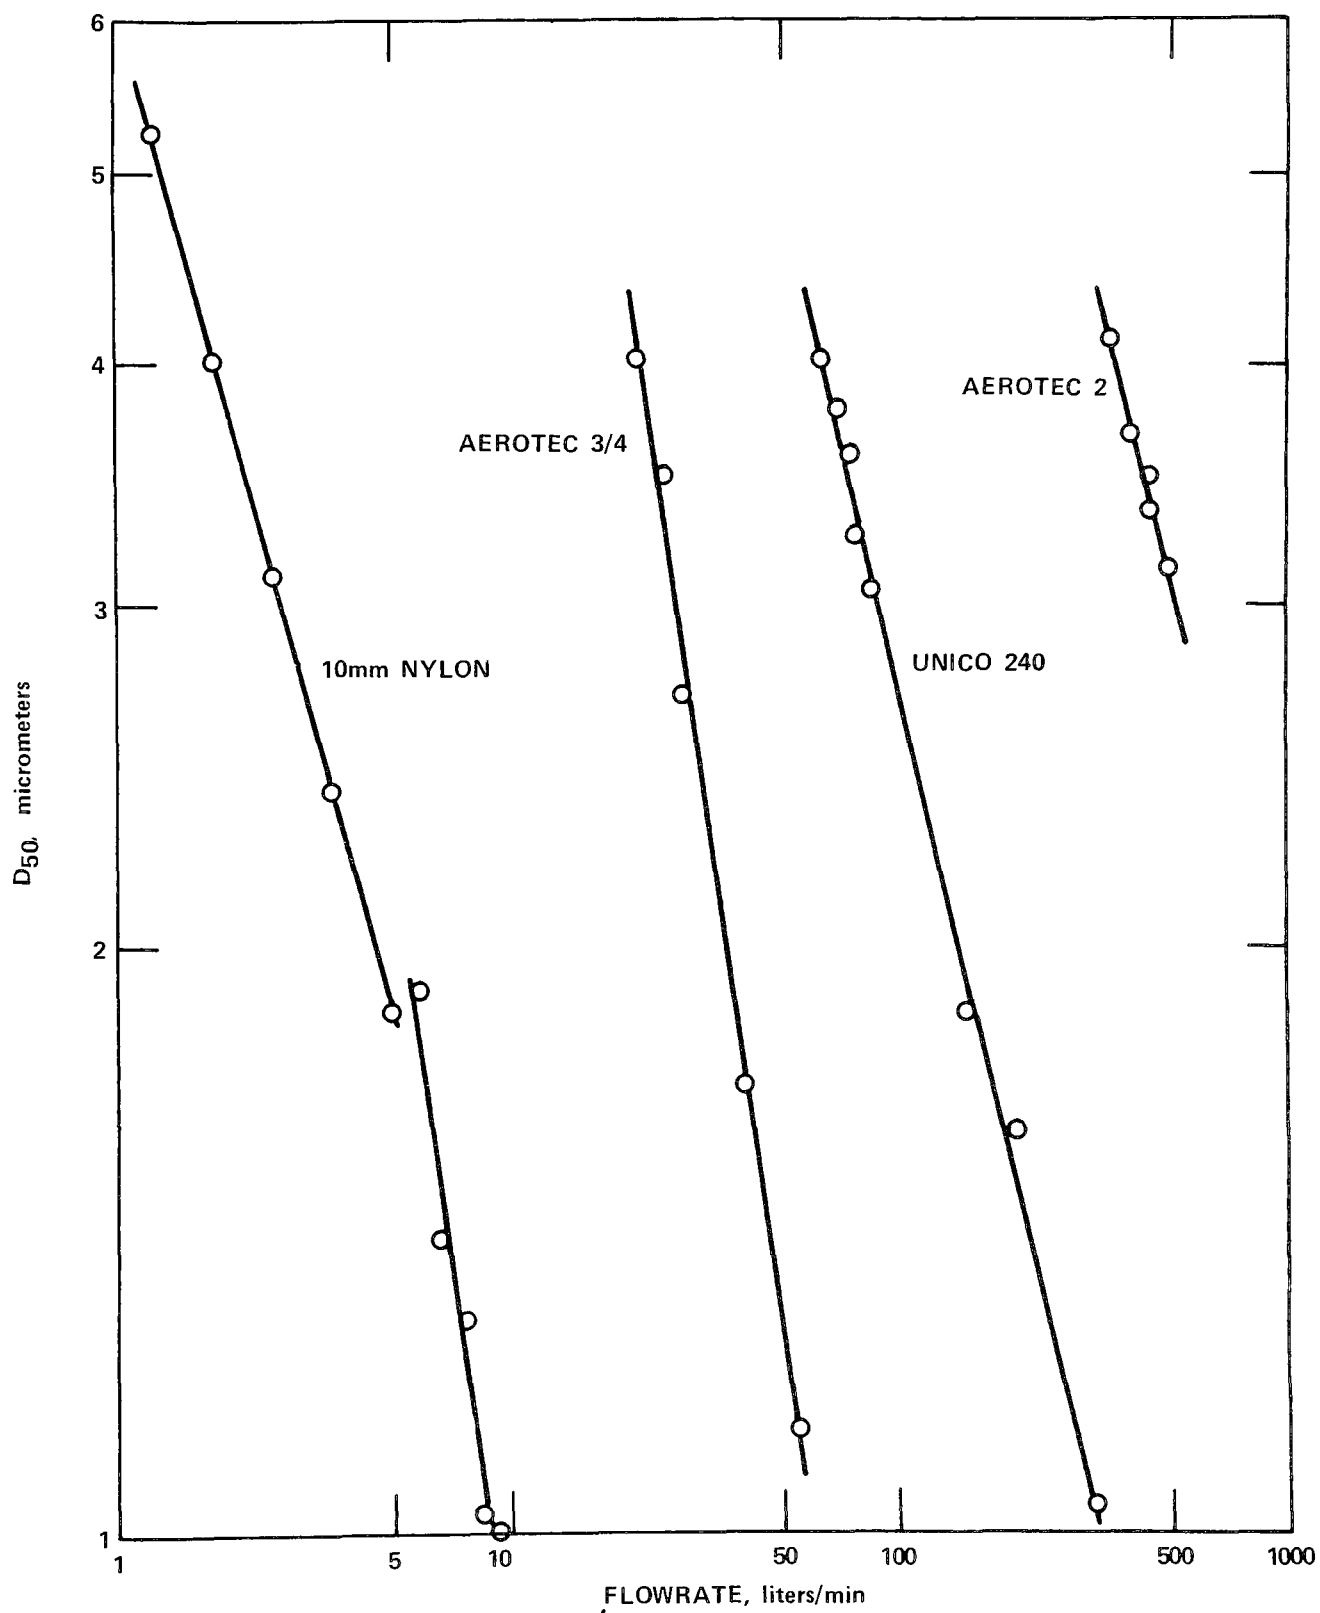 6
5
4
3
2
1
D50, micrometers
AEROTEC 2
AEROTEC 3/4
UNICO 240
10mm NYLON
1 5 10 50 100 500 1000
FLOWRATE, liters/min